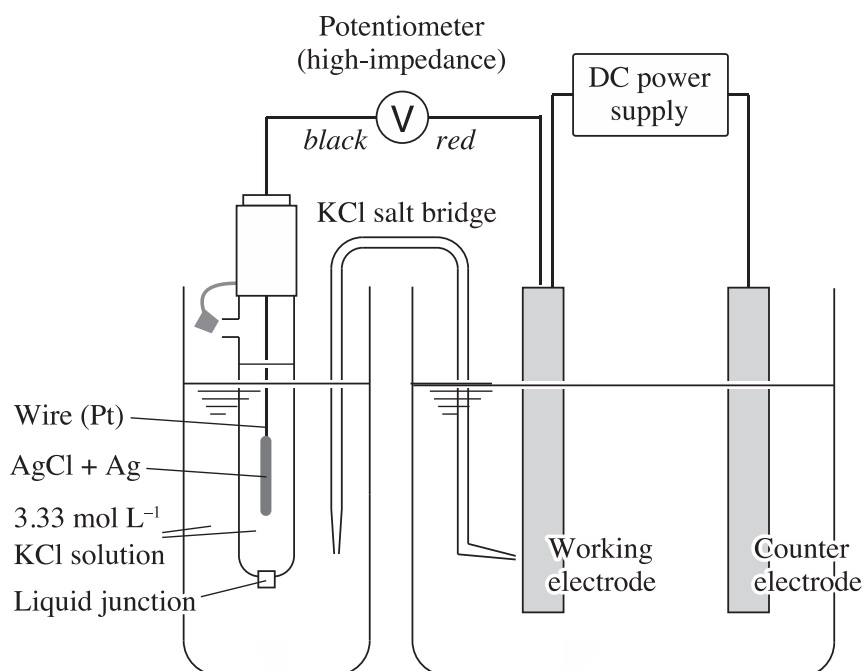 Potentiometer
(high-impedance)
DC power
supply
V
black
red
KCl salt bridge
Wire (Pt)
AgCl + Ag
3.33 mol L⁻¹
KCl solution
Liquid junction
Working
electrode
Counter
electrode